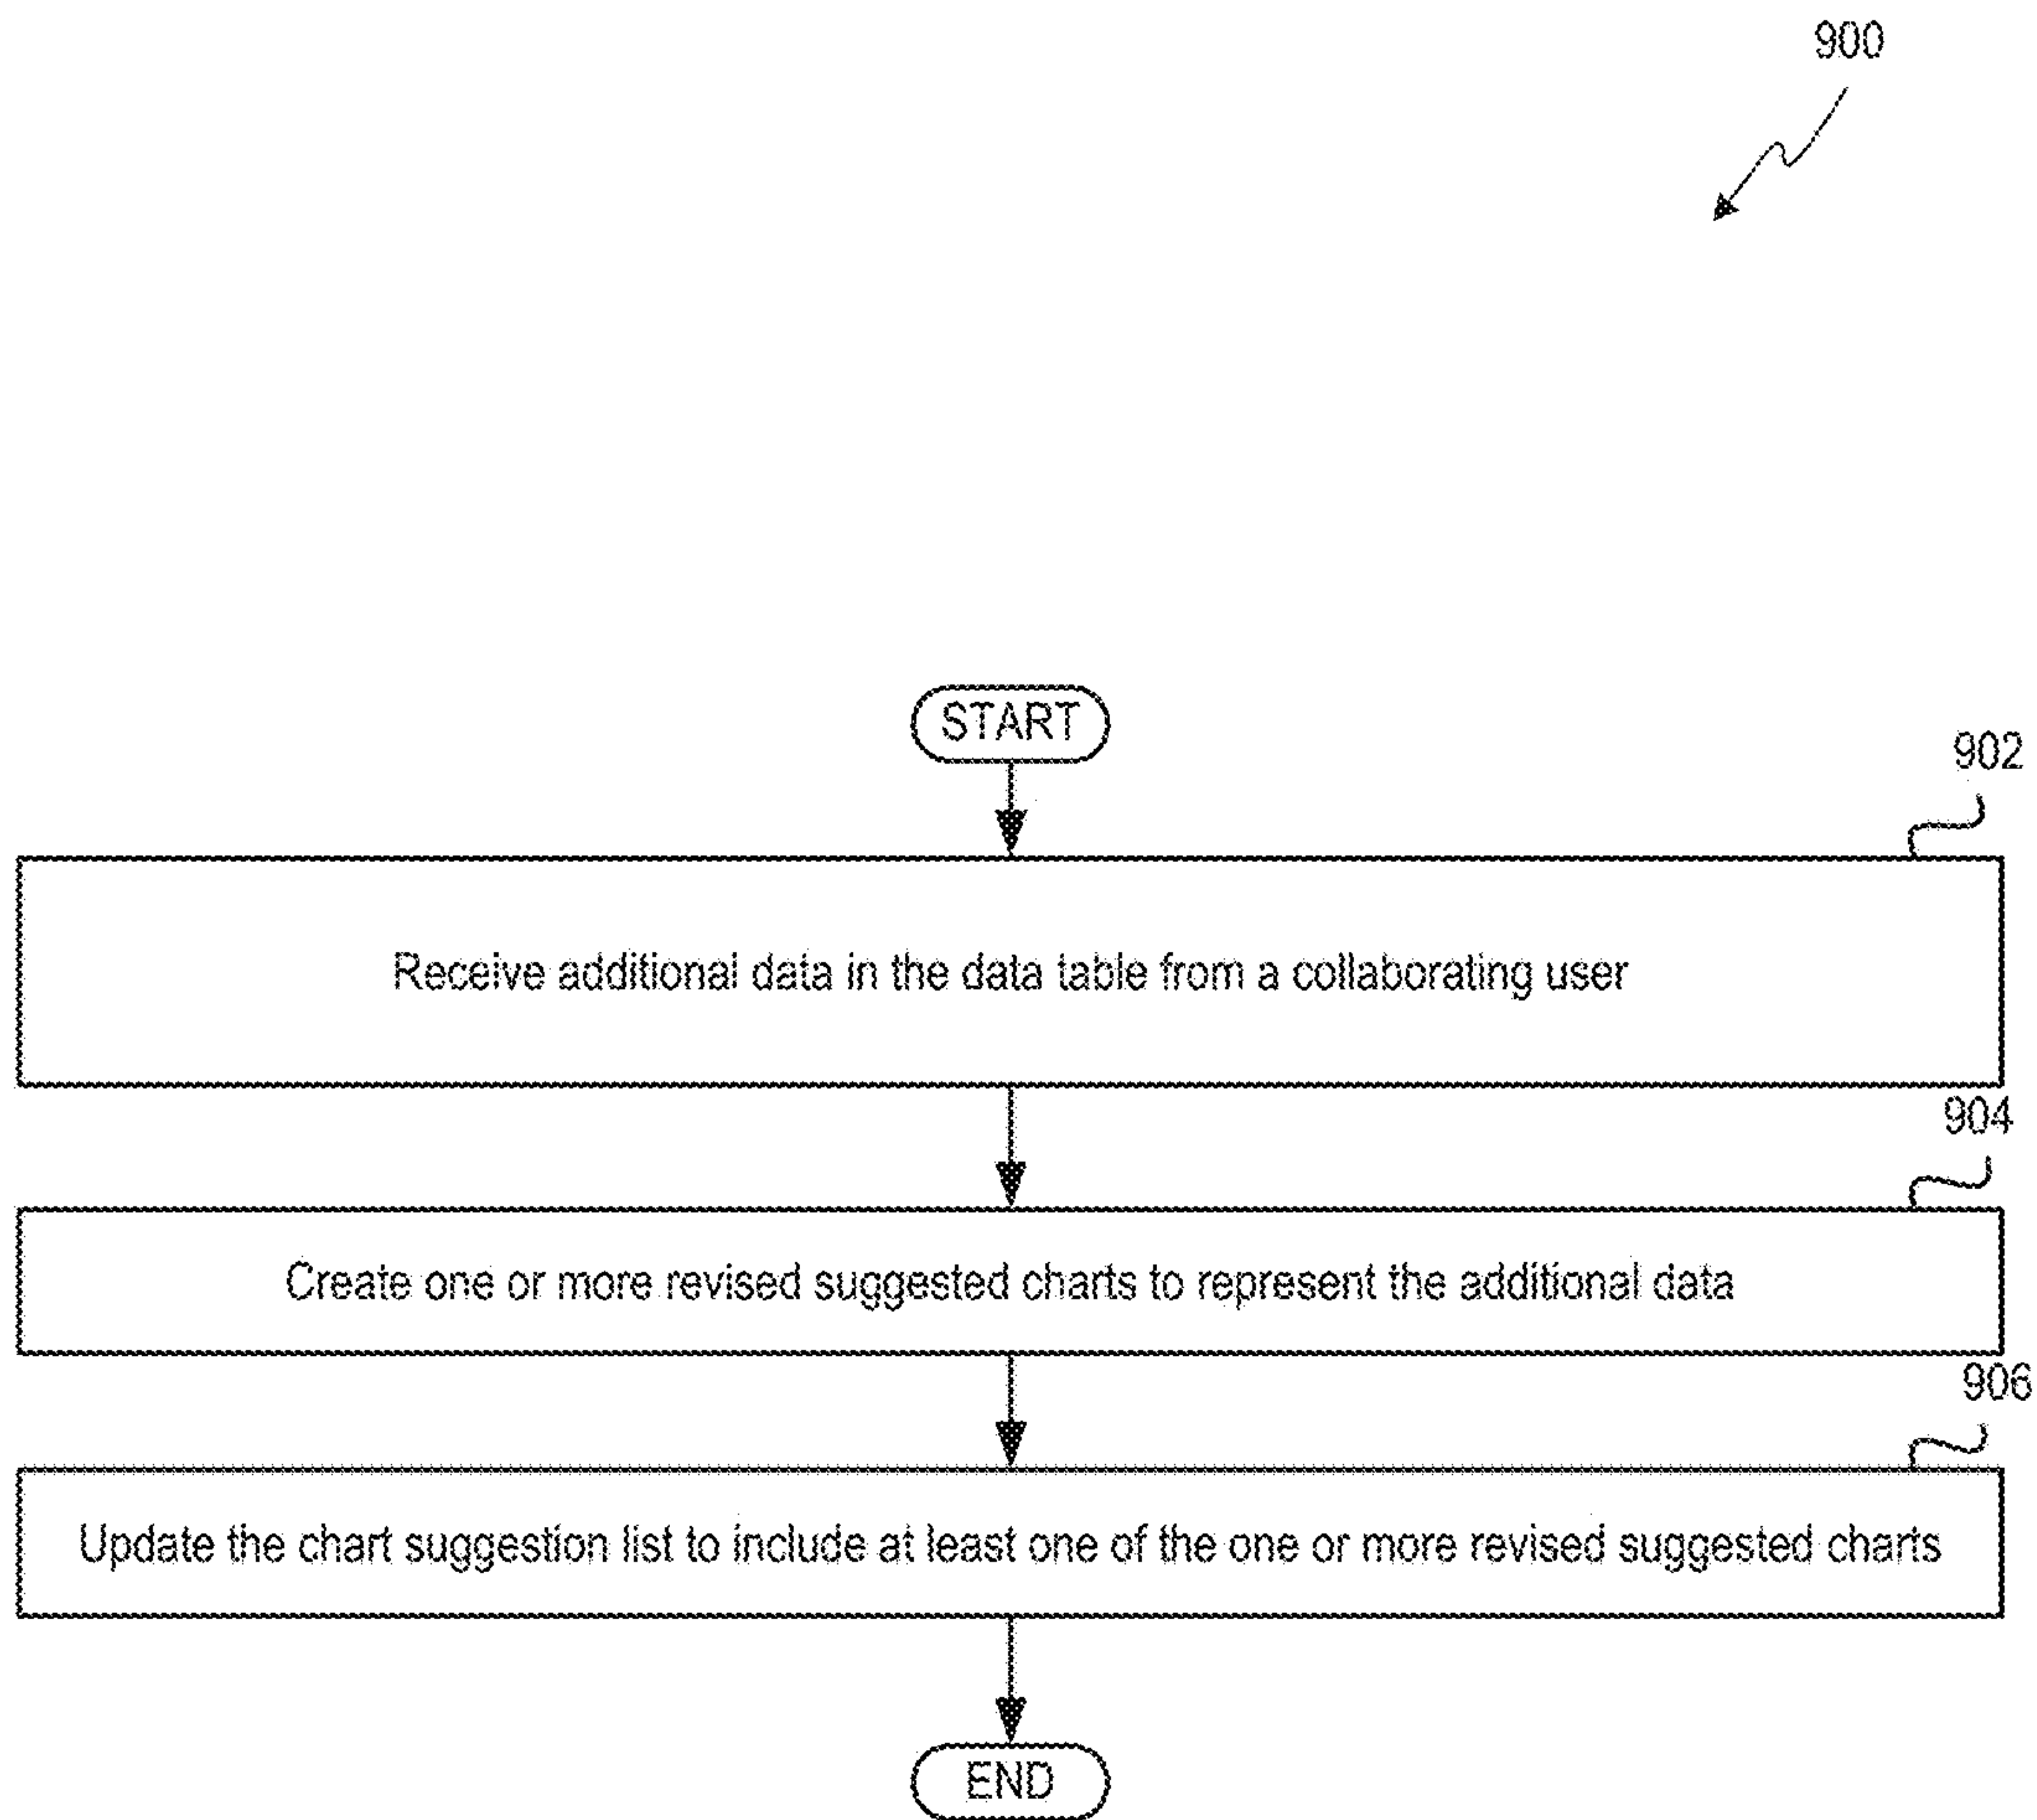 900
START
902
Receive additional data in the data table from a collaborating user
904
Create one or more revised suggested charts to represent the additional data
906
Update the chart suggestion list to include at least one of the one or more revised suggested charts
END